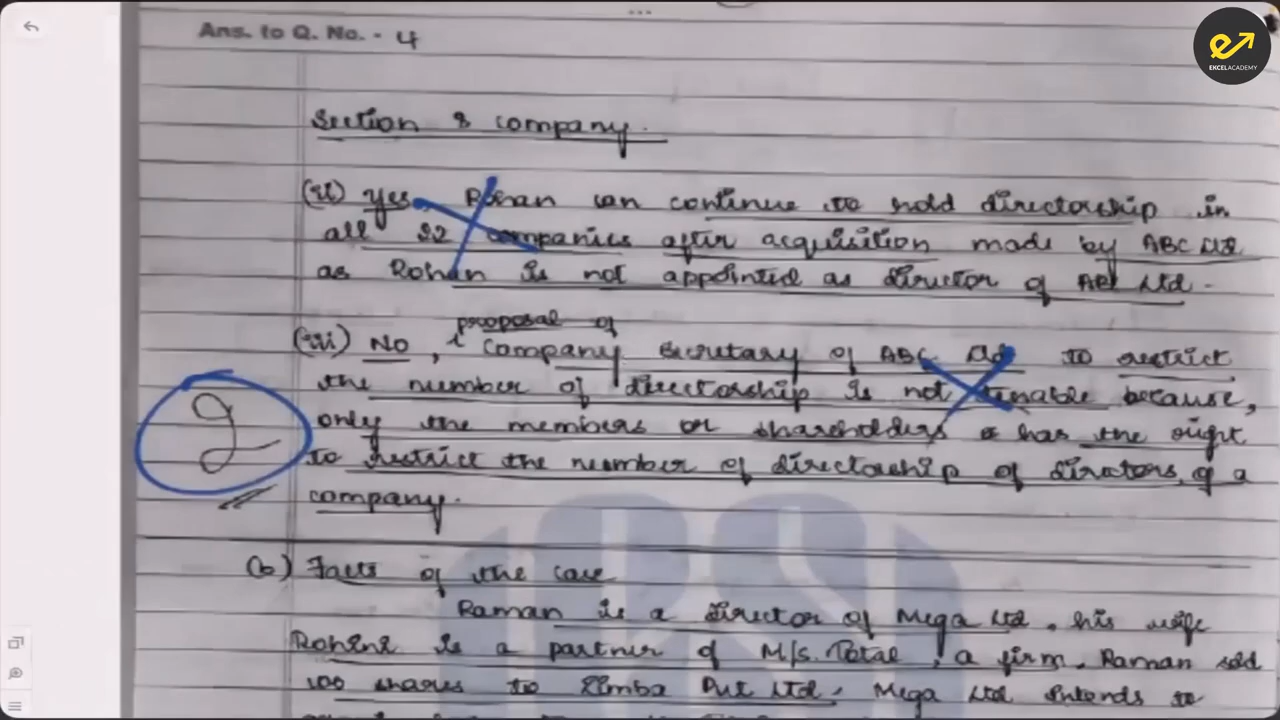 Ans. to Q. No. - 4
EKCELACADEMY
Section 8 company.
(ii) Yes, Rohan can continue to hold directorship in
all 22 companies after acquisition made by ABC Ltd
as Rohan is not appointed as director of ABC Ltd.
proposal of
(iii) No, Company Secretary of ABC Ltd to restrict
the number of directorship is not tenable because,
only the members or shareholders has the right
to restrict the number of directorship of directors of a
company.
2
(b) Facts of the case
Raman is a director of Mega Ltd. his wife
Rohini is a partner of M/s. Total, a firm. Raman sold
100 shares to Zimba Pvt Ltd. Mega Ltd intends to